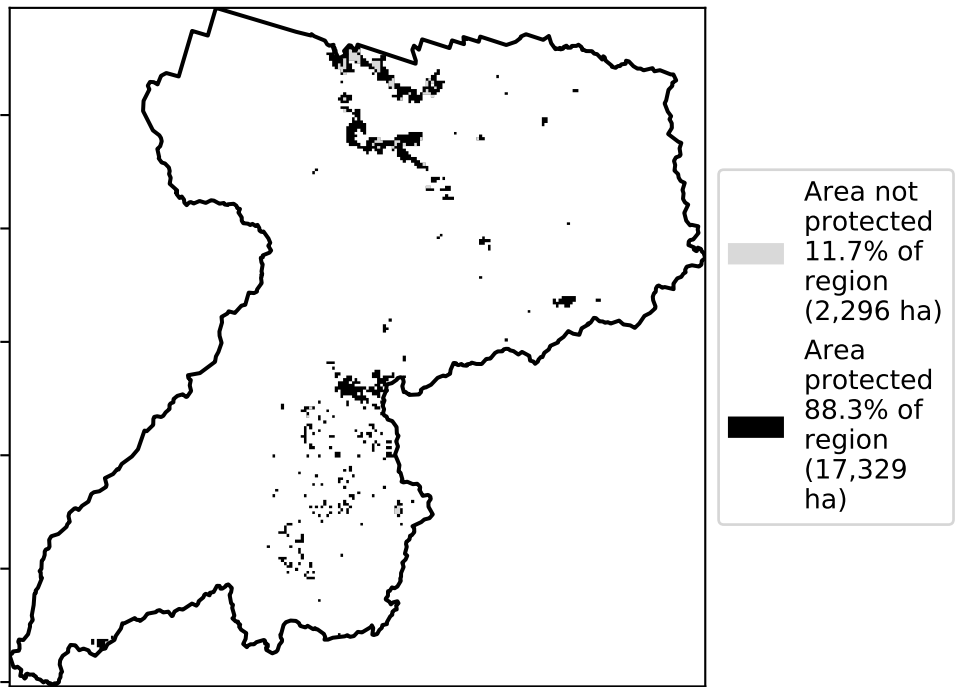 Area not
protected
11.7% of
region
(2,296 ha)
Area
protected
88.3% of
region
(17,329
ha)